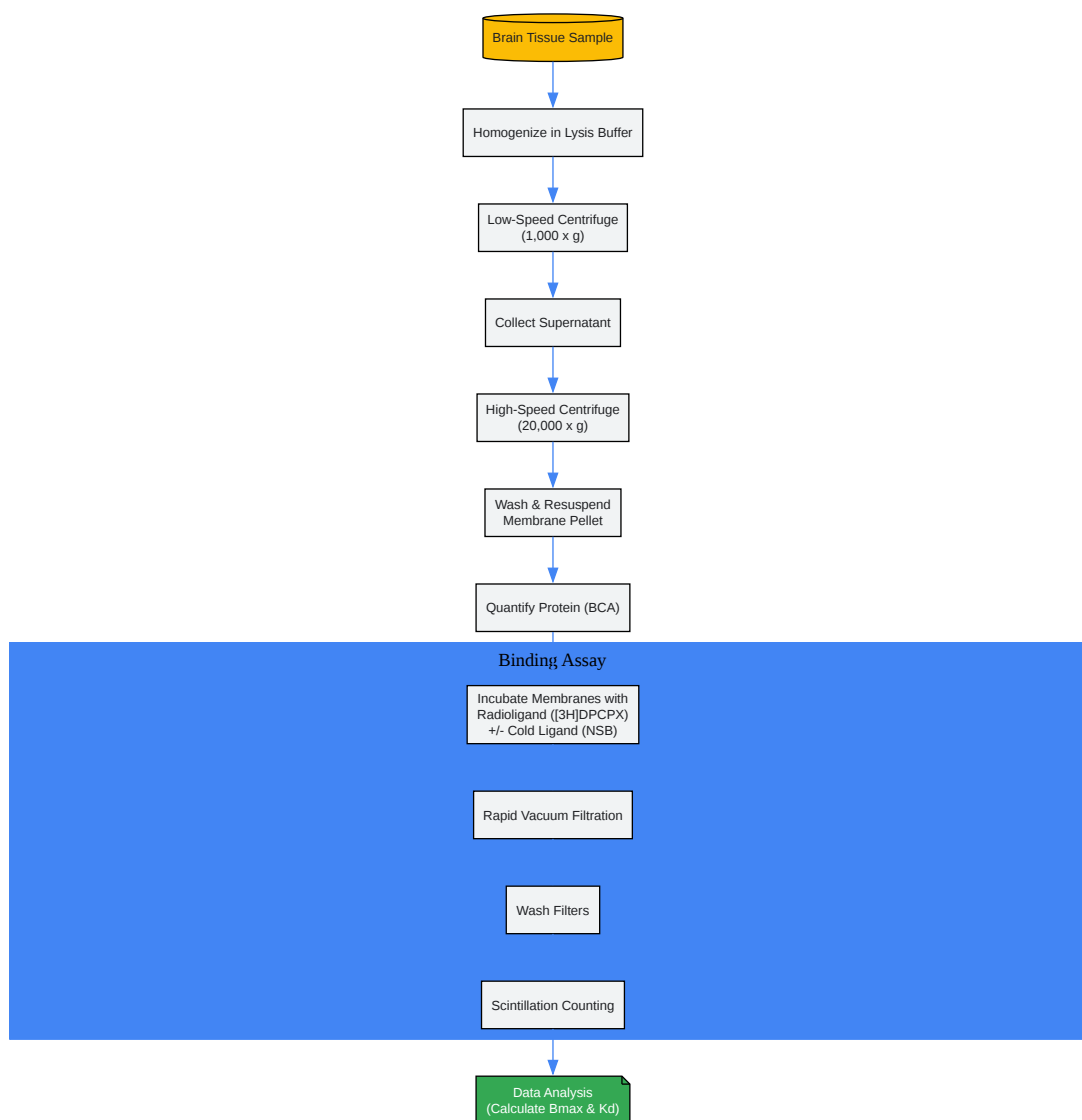 Brain Tissue Sample
Homogenize in Lysis Buffer
Low-Speed Centrifuge
(1,000 x g)
Collect Supernatant
High-Speed Centrifuge
(20,000 x g)
Wash & Resuspend
Membrane Pellet
Quantify Protein (BCA)
Binding Assay
Incubate Membranes with
Radioligand ([3H]DPCPX)
+/- Cold Ligand (NSB)
Rapid Vacuum Filtration
Wash Filters
Scintillation Counting
Data Analysis
(Calculate Bmax & Kd)